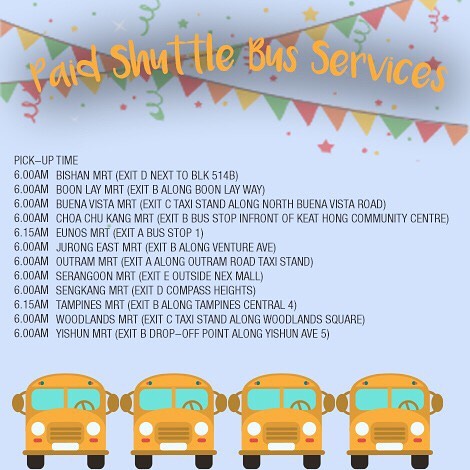 Paid Shuttle Bus Services
PICK-UP TIME
6.00AM BISHAN MRT (EXIT D NEXT TO BLK 514B)
6.00AM BOON LAY MRT (EXIT B ALONG BOON LAY WAY)
6.00AM BUENA VISTA MRT (EXIT C TAXI STAND ALONG NORTH BUENA VISTA ROAD)
6.00AM CHOA CHU KANG MRT (EXIT B BUS STOP INFRONT OF KEAT HONG COMMUNITY CENTRE)
6.15AM EUNOS MRT (EXIT A BUS STOP 1)
6.00AM JURONG EAST MRT (EXIT B ALONG VENTURE AVE)
6.00AM OUTRAM MRT (EXIT A ALONG OUTRAM ROAD TAXI STAND)
6.00AM SERANGOON MRT (EXIT E OUTSIDE NEX MALL)
6.00AM SENGKANG MRT (EXIT D COMPASS HEIGHTS)
6.15AM TAMPINES MRT (EXIT B ALONG TAMPINES CENTRAL 4)
6.00AM WOODLANDS MRT (EXIT C TAXI STAND ALONG WOODLANDS SQUARE)
6.00AM YISHUN MRT (EXIT B DROP-OFF POINT ALONG YISHUN AVE 5)